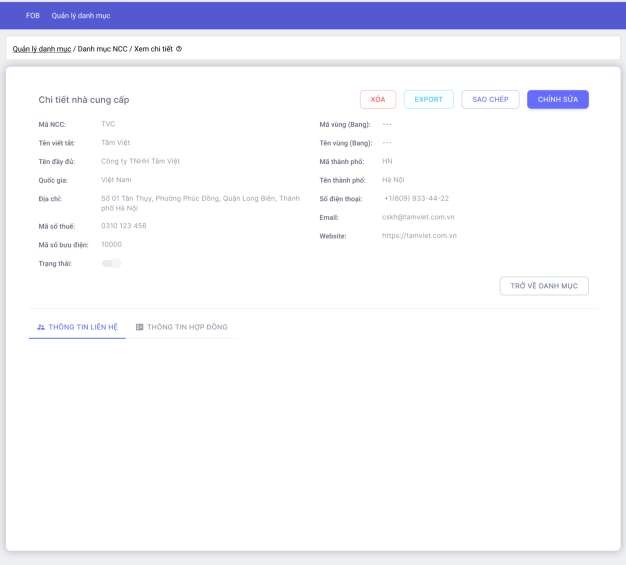 FOB Quản lý danh mục
Quản lý danh mục / Danh mục NCC / Xem chi tiết
Chi tiết nhà cung cấp
XÓA EXPORT SAO CHÉP CHỈNH SỬA
Mã NCC: TVC
Tên viết tắt: Tâm Việt
Tên đầy đủ: Công ty TNHH Tâm Việt
Quốc gia: Việt Nam
Địa chỉ: Số 01 Tân Thụy, Phường Phúc Đồng, Quận Long Biên, Thành
phố Hà Nội
Mã số thuế: 0310 123 456
Mã số bưu điện: 10000
Trạng thái:
Mã vùng (Bang): ---
Tên vùng (Bang): ---
Mã thành phố: HN
Tên thành phố: Hà Nội
Số điện thoại: +1(809) 933-44-22
Email: cskh@tamviet.com.vn
Website: https://tamviet.com.vn
TRỞ VỀ DANH MỤC
THÔNG TIN LIÊN HỆ THÔNG TIN HỢP ĐỒNG